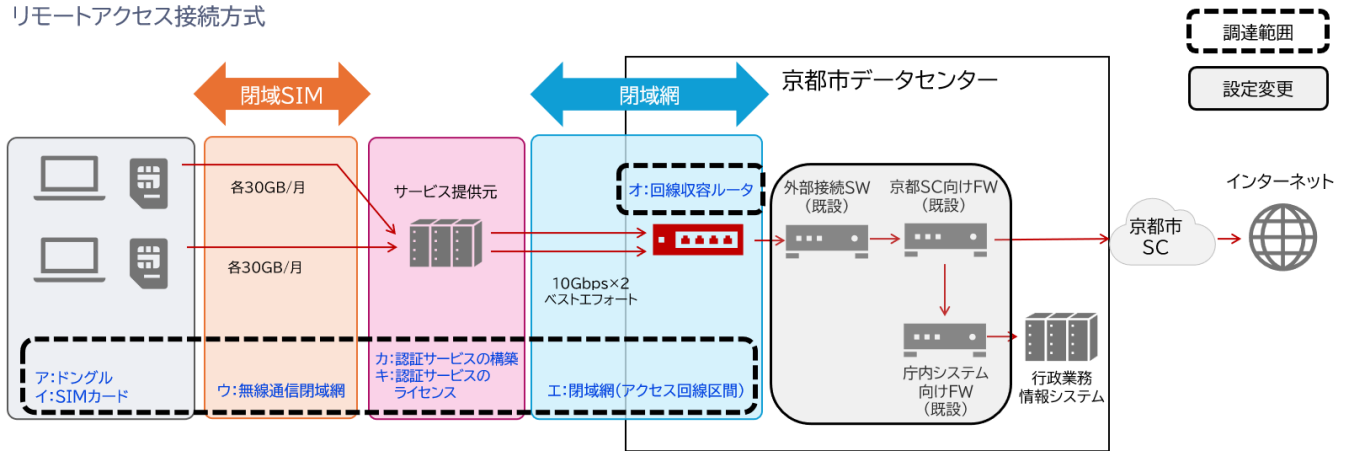 リモートアクセス接続方式
調達範囲
設定変更
閉域SIM
閉域網
京都市データセンター
各30GB/月
各30GB/月
サービス提供元
10Gbps×2
ベストエフォート
オ:回線収容ルータ
外部接続SW
(既設)
京都SC向けFW
(既設)
庁内システム
向けFW
(既設)
行政業務
情報システム
京都市
SC
インターネット
ア:ドングル
イ:SIMカード
ウ:無線通信閉域網
カ:認証サービスの構築
キ:認証サービスの
ライセンス
エ:閉域網(アクセス回線区間)